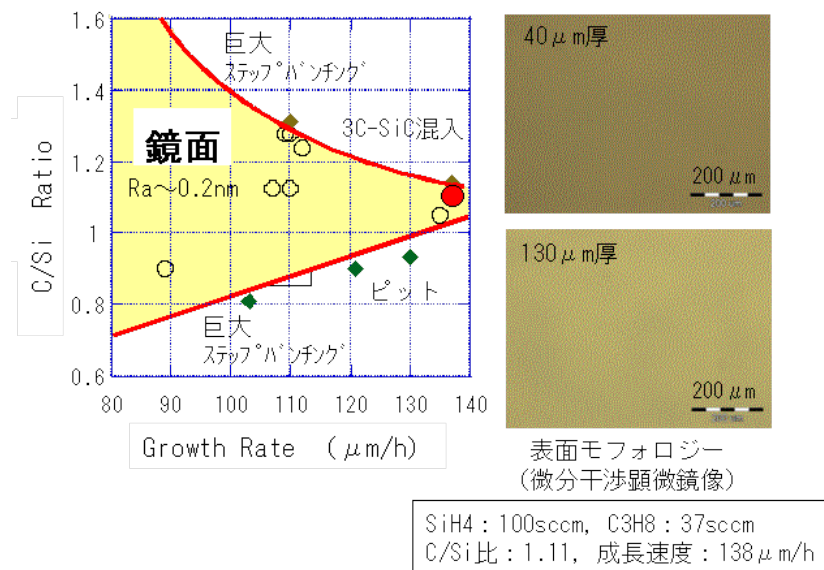 1.6
1.4
1.2
1
0.8
0.6
C/Si Ratio
80
90
100
110
120
130
140
Growth Rate (μm/h)
巨大
ステップバンチング
3C-SiC混入
鏡面
Ra～0.2nm
ピット
巨大
ステップバンチング
40μm厚
200 μm
130μm厚
200 μm
表面モフォロジー
(微分干渉顕微鏡像)
SiH4：100sccm, C3H8：37sccm
C/Si比：1.11, 成長速度：138μm/h